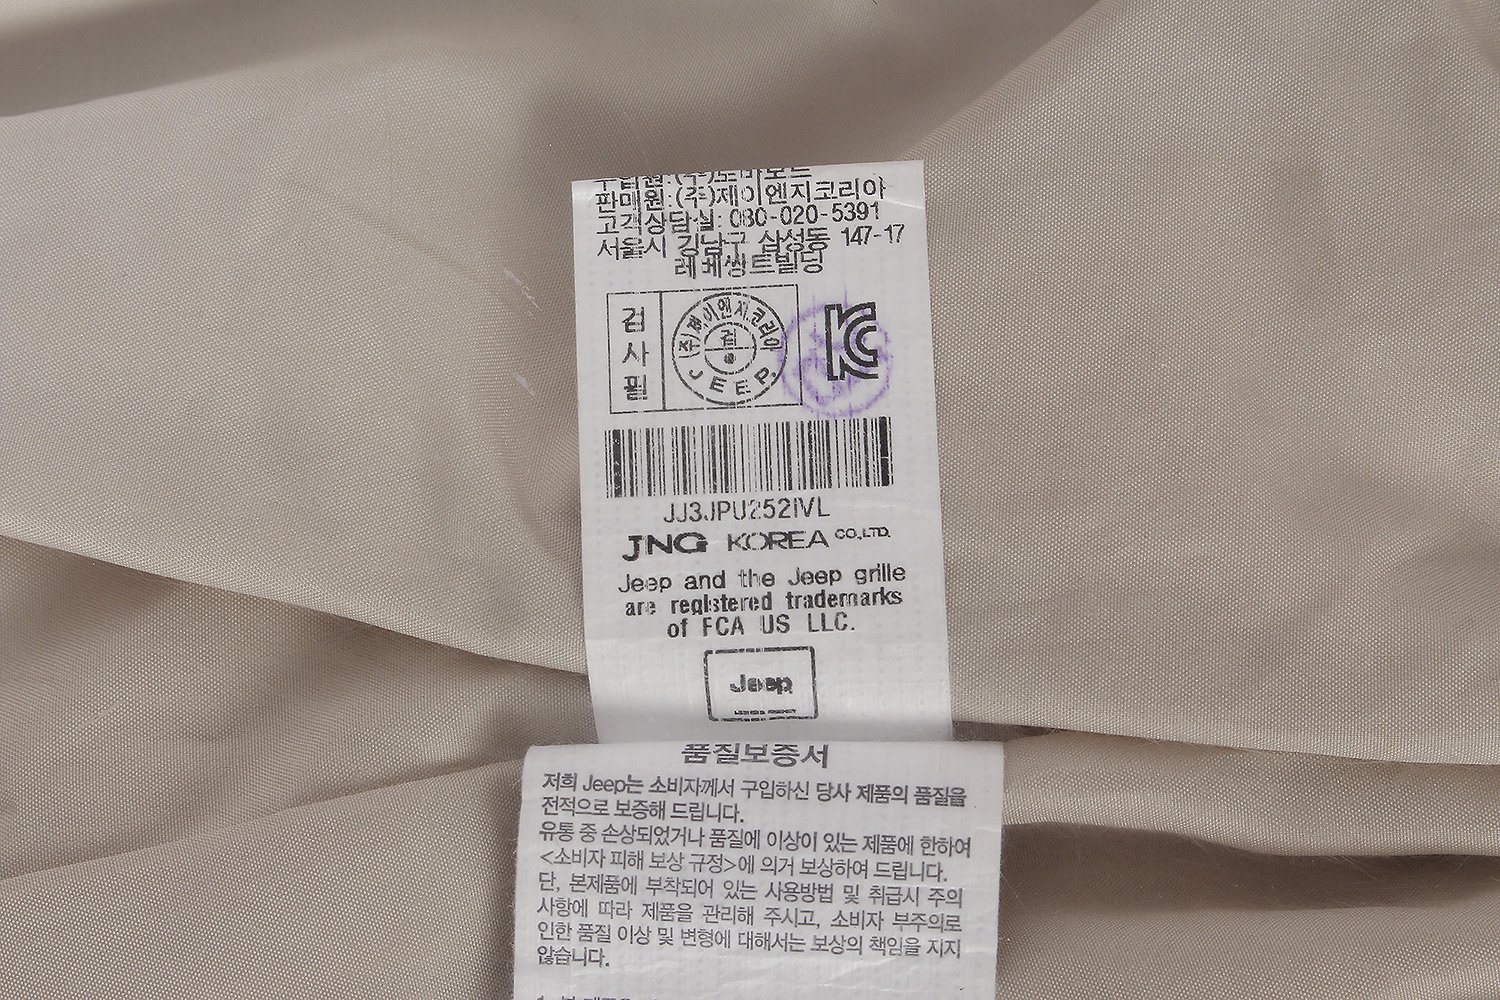 판매원:(주)제이엔지코리아
고객상담실: 080-020-5391
서울시 강남구 삼성동 147-17
레베쌍트빌딩
검사필
(주)제이엔지코리아
검
JEEP.
KC
JJ3JPU252IVL
JNG KOREA CO.,LTD.
Jeep and the Jeep grille
are registered trademarks
of FCA US LLC.
Jeep
품질보증서
저희 Jeep는 소비자께서 구입하신 당사 제품의 품질을
전적으로 보증해 드립니다.
유통 중 손상되었거나 품질에 이상이 있는 제품에 한하여
<소비자 피해 보상 규정>에 의거 보상하여 드립니다.
단, 본제품에 부착되어 있는 사용방법 및 취급시 주의
사항에 따라 제품을 관리해 주시고, 소비자 부주의로
인한 품질 이상 및 변형에 대해서는 보상의 책임을 지지
않습니다.